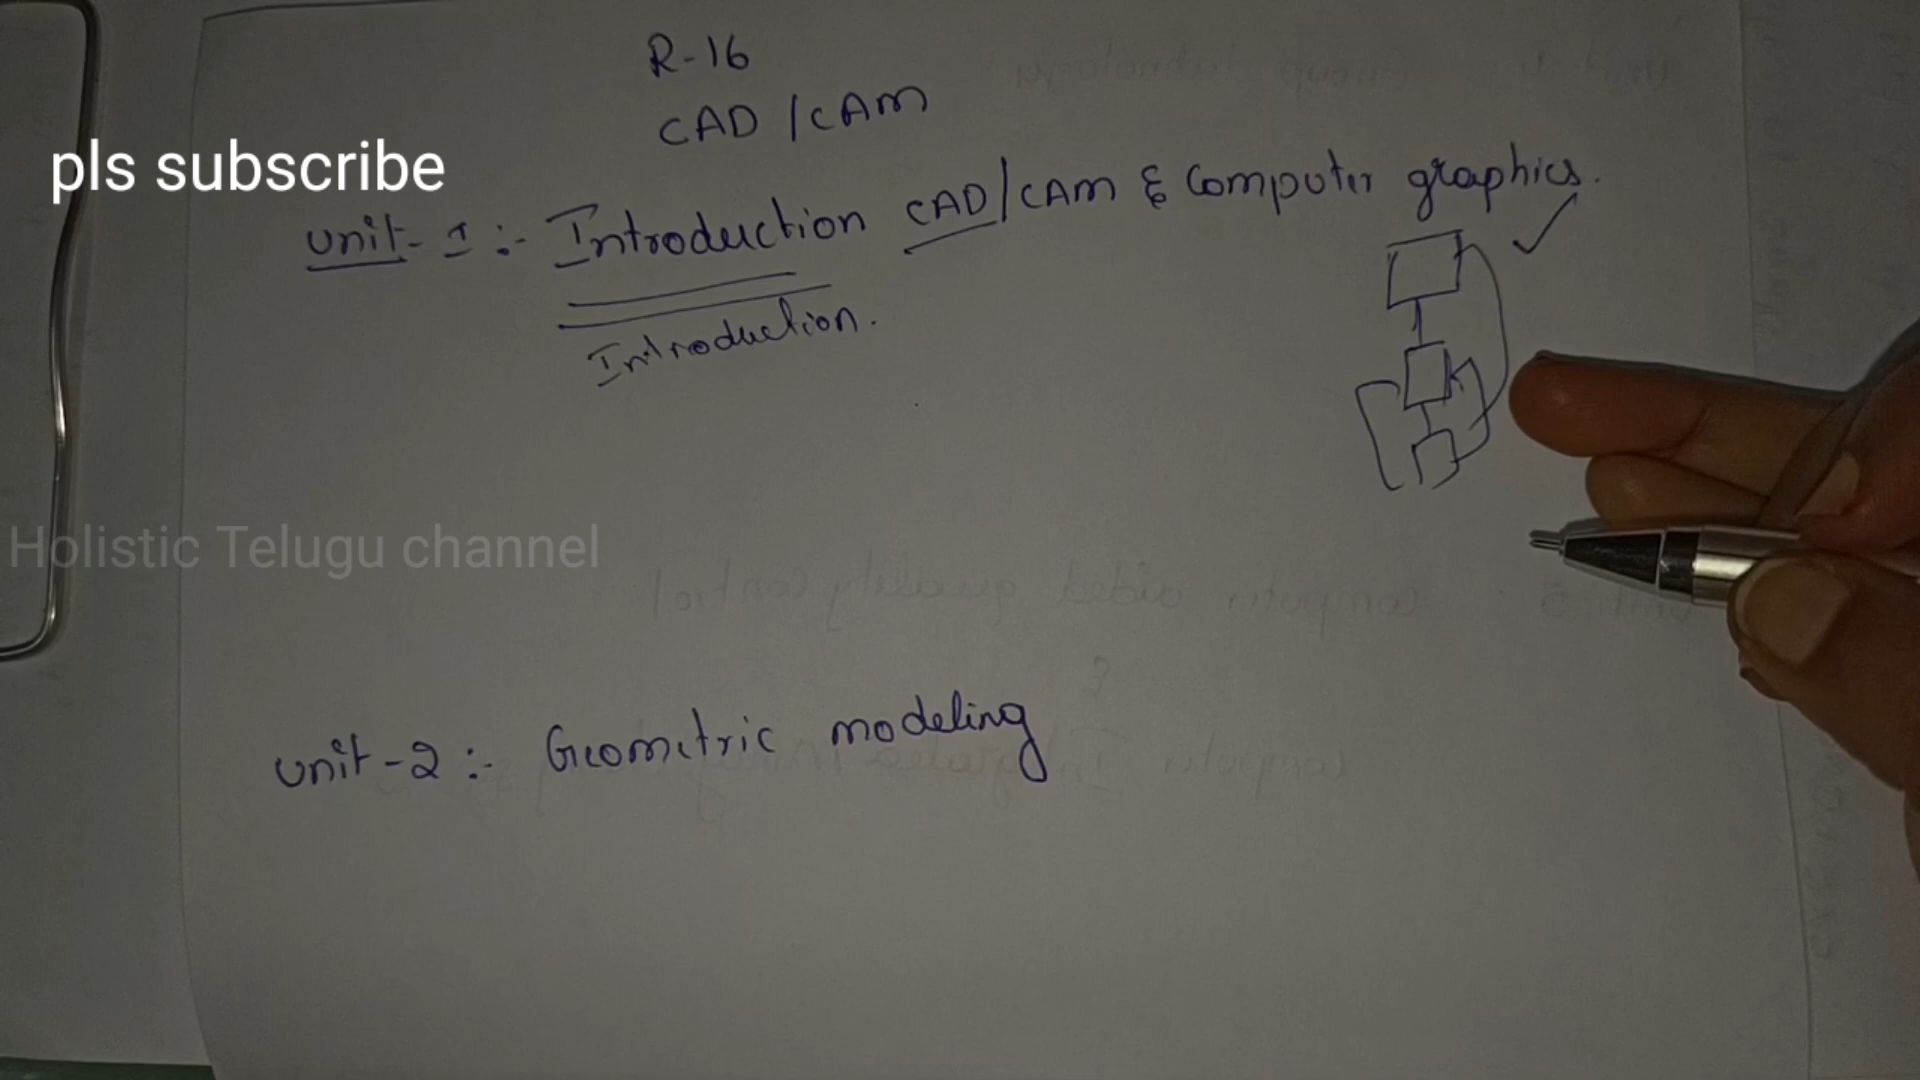 R-16
CAD / CAM
pls subscribe
unit - 1 :- Introduction CAD/CAM & Computer graphics.
Introduction.
Holistic Telugu channel
unit - 2 :- Geometric modeling